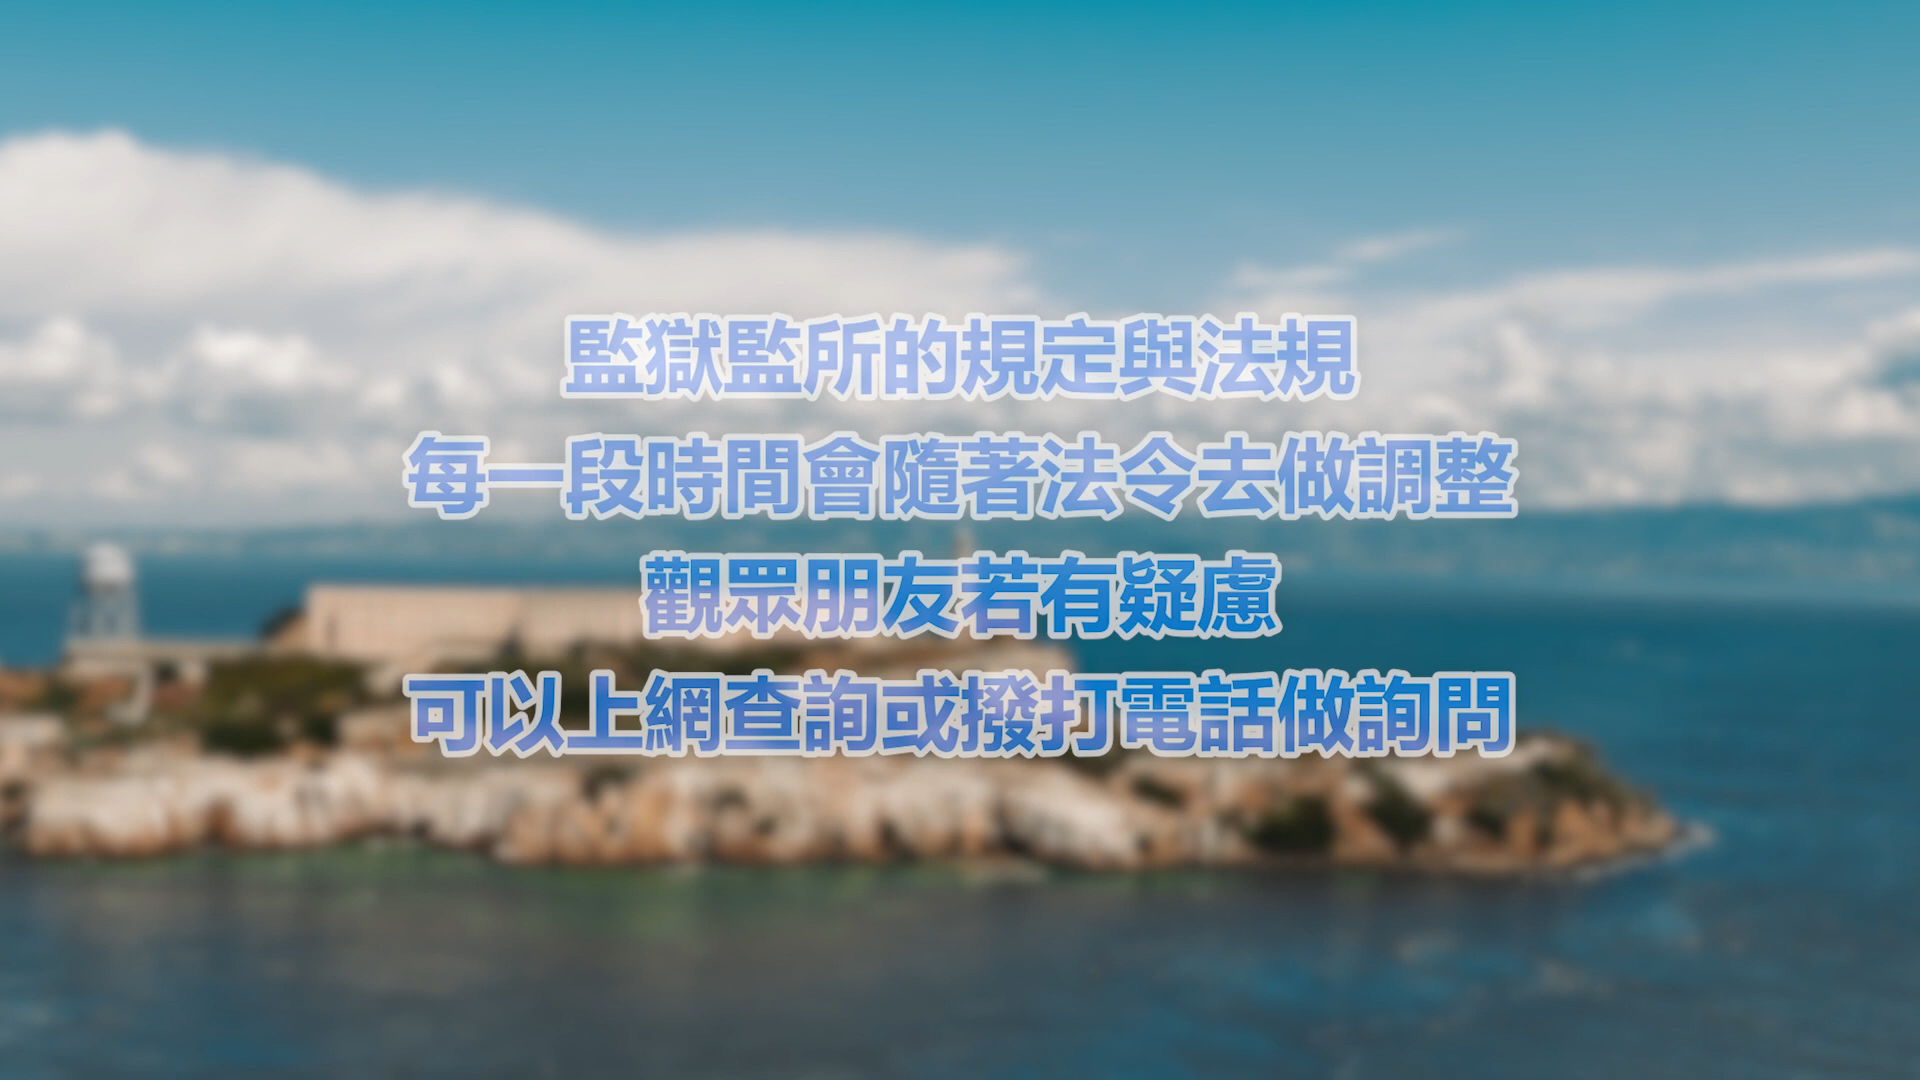 監獄監所的規定與法規
每一段時間會隨著法令去做調整
觀眾朋友若有疑慮
可以上網查詢或撥打電話做詢問